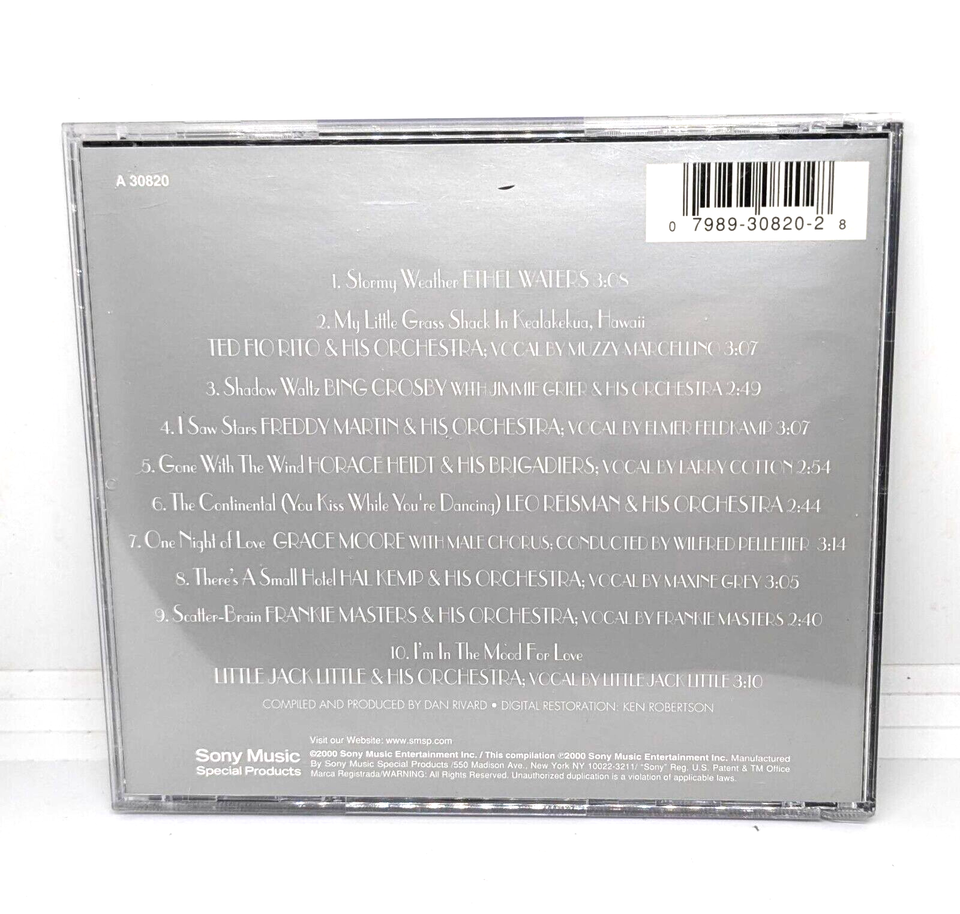 A 30820
0 7989-30820-2 8
1. Stormy Weather ETHEL WATERS 3:08
2. My Little Grass Shack In Kealakekua, Hawaii
TED FIO RITO & HIS ORCHESTRA; VOCAL BY MUZZY MARCELLINO 3:07
3. Shadow Waltz BING CROSBY WITH JIMMIE GRIER & HIS ORCHESTRA 2:49
4. I Saw Stars FREDDY MARTIN & HIS ORCHESTRA; VOCAL BY ELMER FELDKAMP 3:07
5. Gone With The Wind HORACE HEIDT & HIS BRIGADIERS; VOCAL BY LARRY COTTON 2:54
6. The Continental (You Kiss While You're Dancing) LEO REISMAN & HIS ORCHESTRA 2:44
7. One Night of Love GRACE MOORE WITH MALE CHORUS; CONDUCTED BY WILFRED PELLETIER 3:14
8. There's A Small Hotel HAL KEMP & HIS ORCHESTRA; VOCAL BY MAXINE GREY 3:05
9. Scatter-Brain FRANKIE MASTERS & HIS ORCHESTRA; VOCAL BY FRANKIE MASTERS 2:40
10. I'm In The Mood For Love
LITTLE JACK LITTLE & HIS ORCHESTRA; VOCAL BY LITTLE JACK LITTLE 3:10
COMPILED AND PRODUCED BY DAN RIVARD • DIGITAL RESTORATION: KEN ROBERTSON
Sony Music
Special Products
Visit our Website: www.smsp.com
©2000 Sony Music Entertainment Inc. / This compilation ℗2000 Sony Music Entertainment Inc. Manufactured
By Sony Music Special Products /550 Madison Ave., New York NY 10022-3211/ "Sony" Reg. U.S. Patent & TM Office
Marca Registrada/WARNING: All Rights Reserved. Unauthorized duplication is a violation of applicable laws.